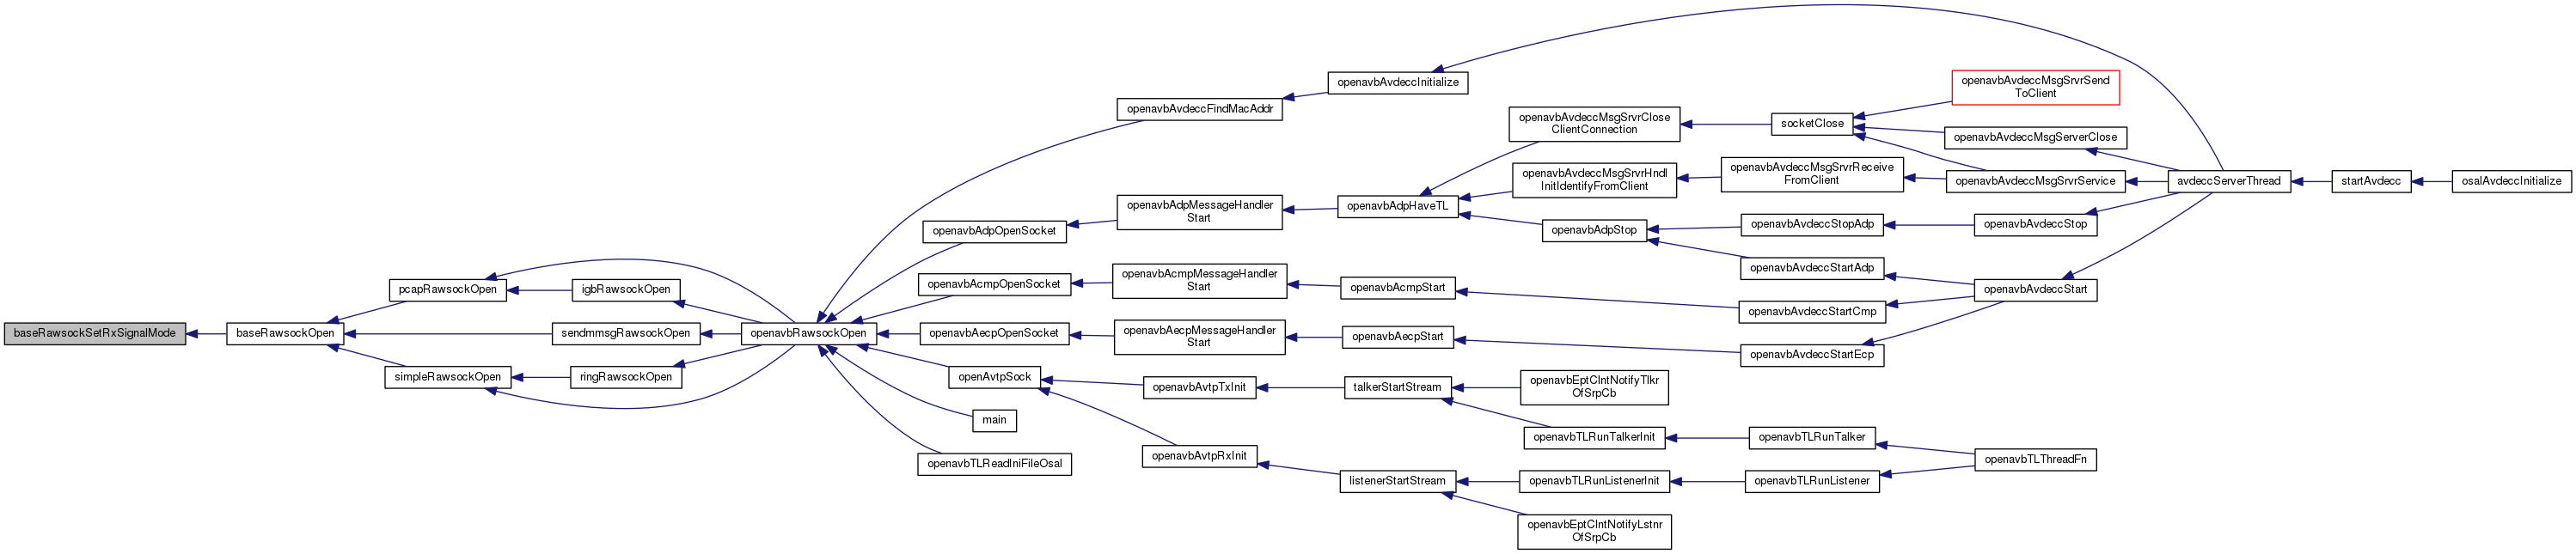 baseRawsockSetRxSignalMode
baseRawsockOpen
pcapRawsockOpen
igbRawsockOpen
sendmmsgRawsockOpen
simpleRawsockOpen
ringRawsockOpen
openavbRawsockOpen
openavbAvdeccFindMacAddr
openavbAvdeccInitialize
openavbAdpOpenSocket
openavbAdpMessageHandler
Start
openavbAdpHaveTL
openavbAvdeccMsgSrvrClose
ClientConnection
socketClose
openavbAvdeccMsgSrvrSend
ToClient
openavbAvdeccMsgServerClose
openavbAvdeccMsgSrvrHndl
InitIdentifyFromClient
openavbAvdeccMsgSrvrReceive
FromClient
openavbAvdeccMsgSrvrService
avdeccServerThread
startAvdecc
osalAvdeccInitialize
openavbAdpStop
openavbAvdeccStopAdp
openavbAvdeccStop
openavbAvdeccStartAdp
openavbAvdeccStart
openavbAcmpOpenSocket
openavbAcmpMessageHandler
Start
openavbAcmpStart
openavbAvdeccStartCmp
openavbAecpOpenSocket
openavbAecpMessageHandler
Start
openavbAecpStart
openavbAvdeccStartEcp
openAvtpSock
openavbAvtpTxInit
talkerStartStream
openavbEptClntNotifyTlkr
OfSrpCb
openavbTLRunTalkerInit
openavbTLRunTalker
openavbTLThreadFn
main
openavbTLReadIniFileOsal
openavbAvtpRxInit
listenerStartStream
openavbTLRunListenerInit
openavbTLRunListener
openavbEptClntNotifyLstnr
OfSrpCb